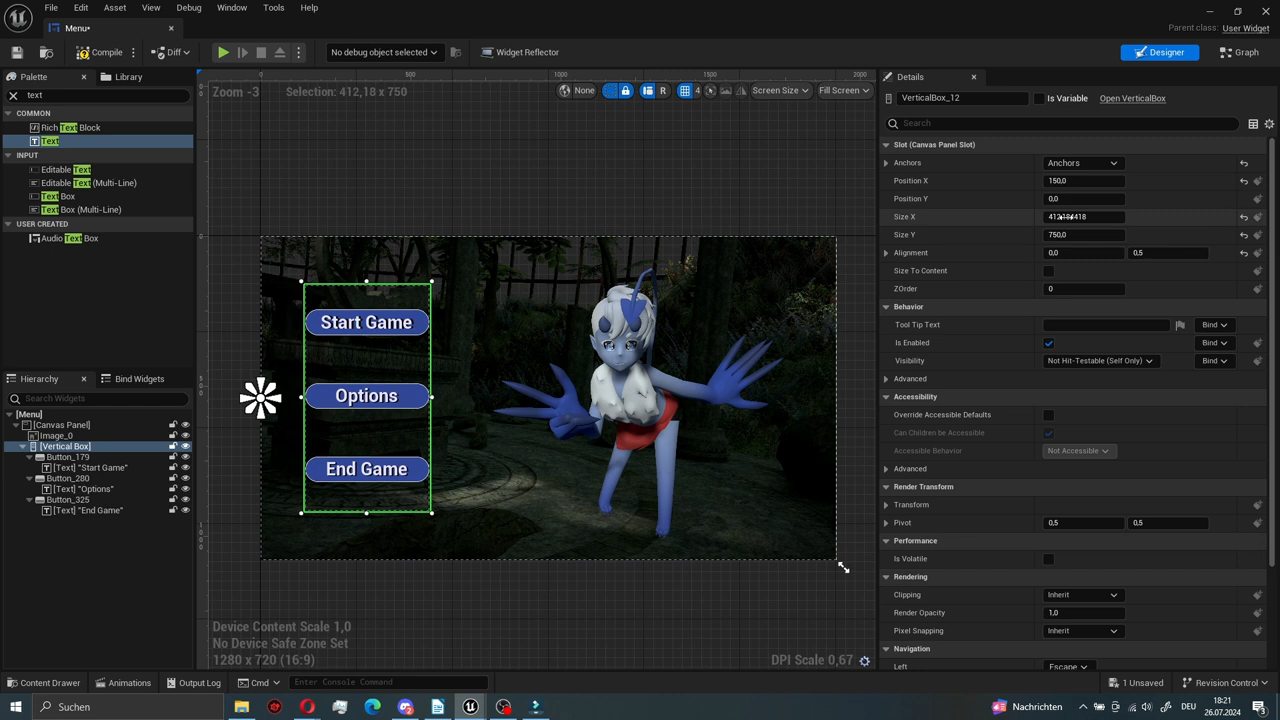 File Edit Asset View Debug Window Tools Help
Menu•
Parent class: User Widget
Compile Diff No debug object selected Widget Reflector Designer Graph
Palette Library
text
COMMON
Rich Text Block
Text
INPUT
Editable Text
Editable Text (Multi-Line)
Text Box
Text Box (Multi-Line)
USER CREATED
Audio Text Box
Hierarchy Bind Widgets
Search Widgets
[Menu]
[Canvas Panel]
Image_0
[Vertical Box]
Button_179
[Text] "Start Game"
Button_280
[Text] "Options"
Button_325
[Text] "End Game"
0 500 1000 1500 2000
Zoom -3 Selection: 412,18 x 750 None R 4 Screen Size Fill Screen
Start Game
Options
End Game
Device Content Scale 1,0
No Device Safe Zone Set
1280 x 720 (16:9) DPI Scale 0,67
Details
VerticalBox_12 Is Variable Open VerticalBox
Search
Slot (Canvas Panel Slot)
Anchors Anchors
Position X 150,0
Position Y 0,0
Size X
Size Y 750,0
Alignment 0,0 0,5
Size To Content
ZOrder 0
Behavior
Tool Tip Text Bind
Is Enabled Bind
Visibility Not Hit-Testable (Self Only) Bind
Advanced
Accessibility
Override Accessible Defaults
Can Children be Accessible
Accessible Behavior Not Accessible
Advanced
Render Transform
Transform
Pivot 0,5 0,5
Performance
Is Volatile
Rendering
Clipping Inherit
Render Opacity 1,0
Pixel Snapping Inherit
Navigation
Left Escape
Content Drawer Animations Output Log Cmd Enter Console Command 1 Unsaved Revision Control
Suchen Nachrichten DEU 18:21
26.07.2024